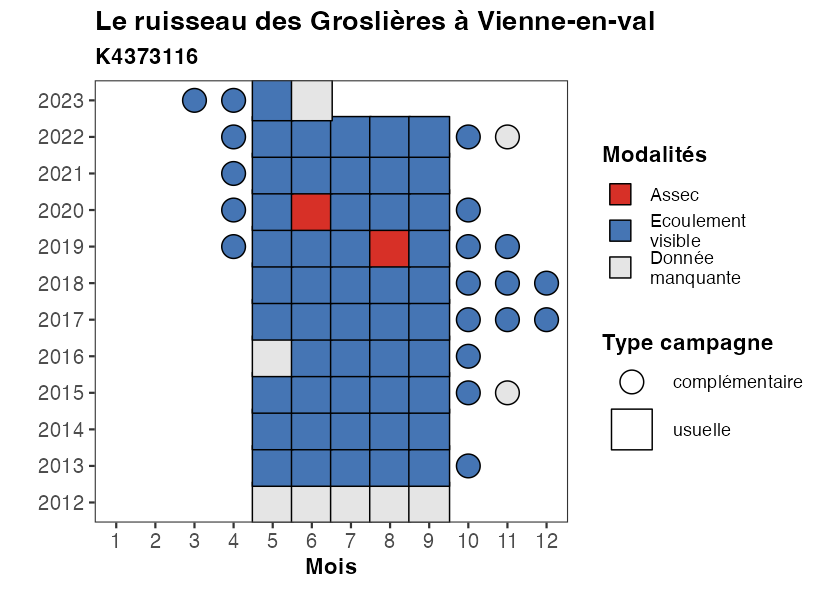 Le ruisseau des Groslières à Vienne-en-val
K4373116
2023
2022
2021
2020
2019
2018
2017
2016
2015
2014
2013
2012
1 2 3 4 5 6 7 8 9 10 11 12
Mois
Modalités
Assec
Ecoulement
visible
Donnée
manquante
Type campagne
complémentaire
usuelle